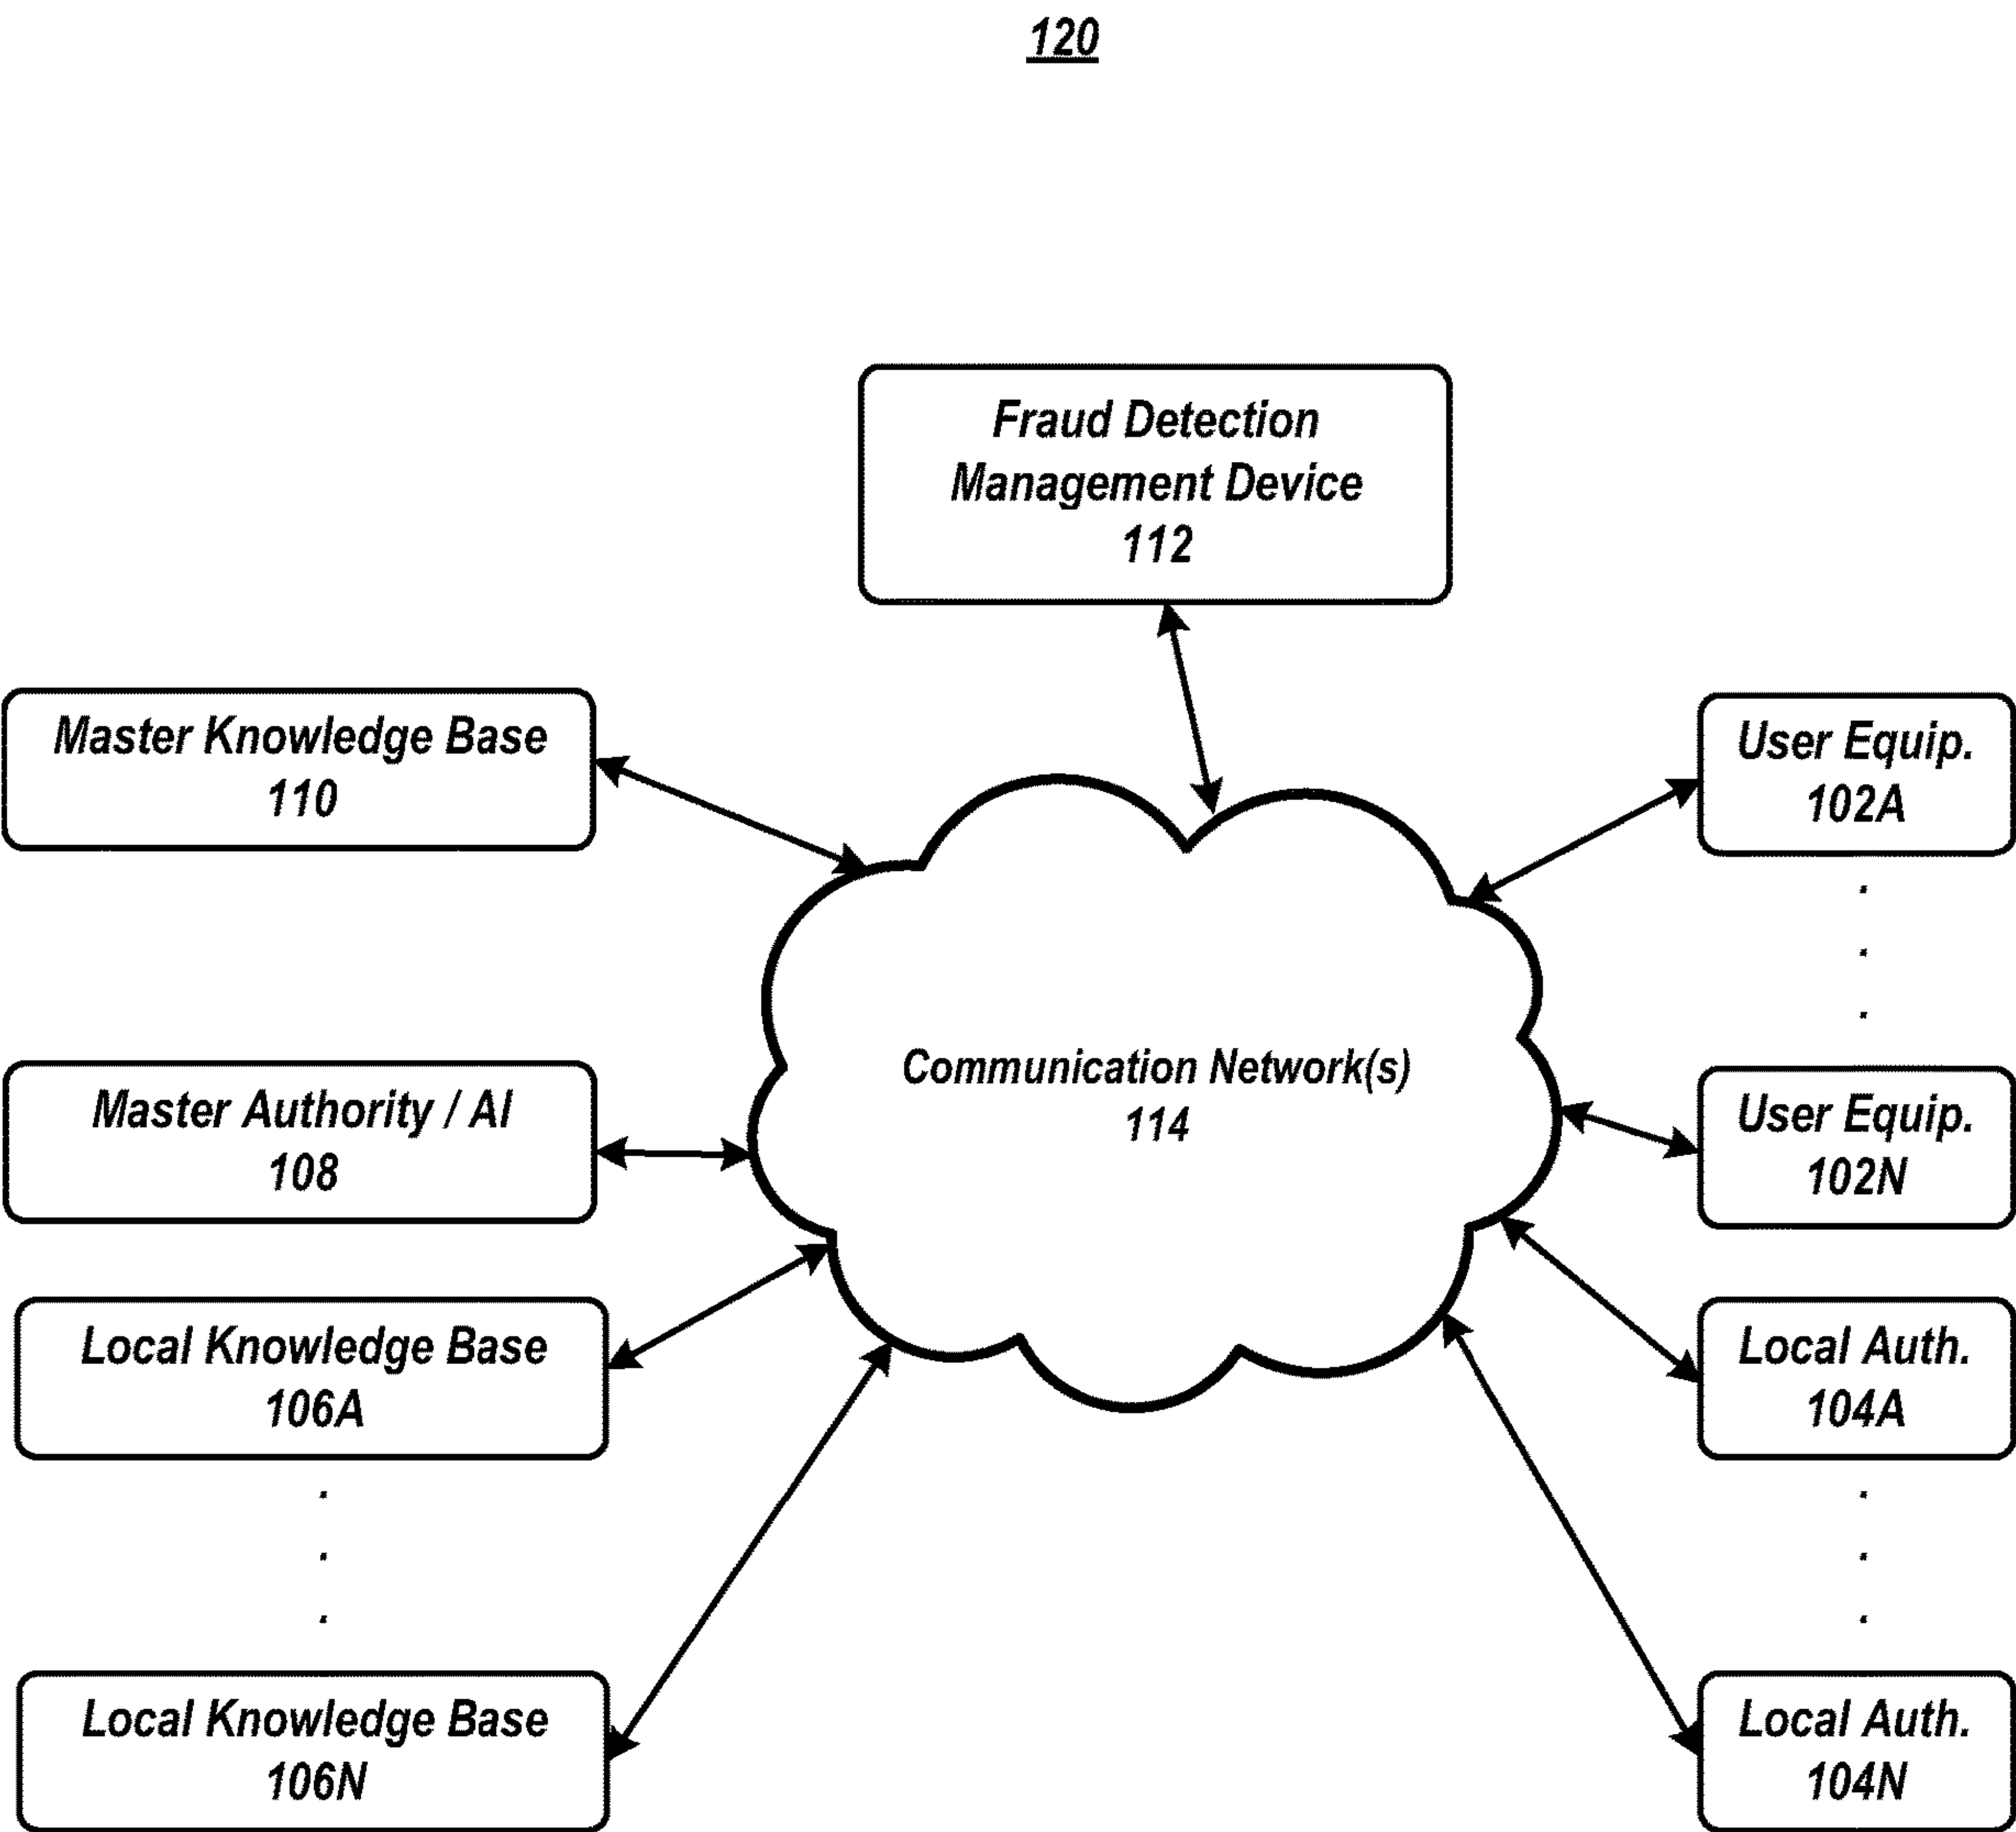 120
Fraud Detection
Management Device
112
Master Knowledge Base
110
User Equip.
102A
Communication Network(s)
114
Master Authority / AI
108
User Equip.
102N
Local Knowledge Base
106A
Local Auth.
104A
Local Knowledge Base
106N
Local Auth.
104N